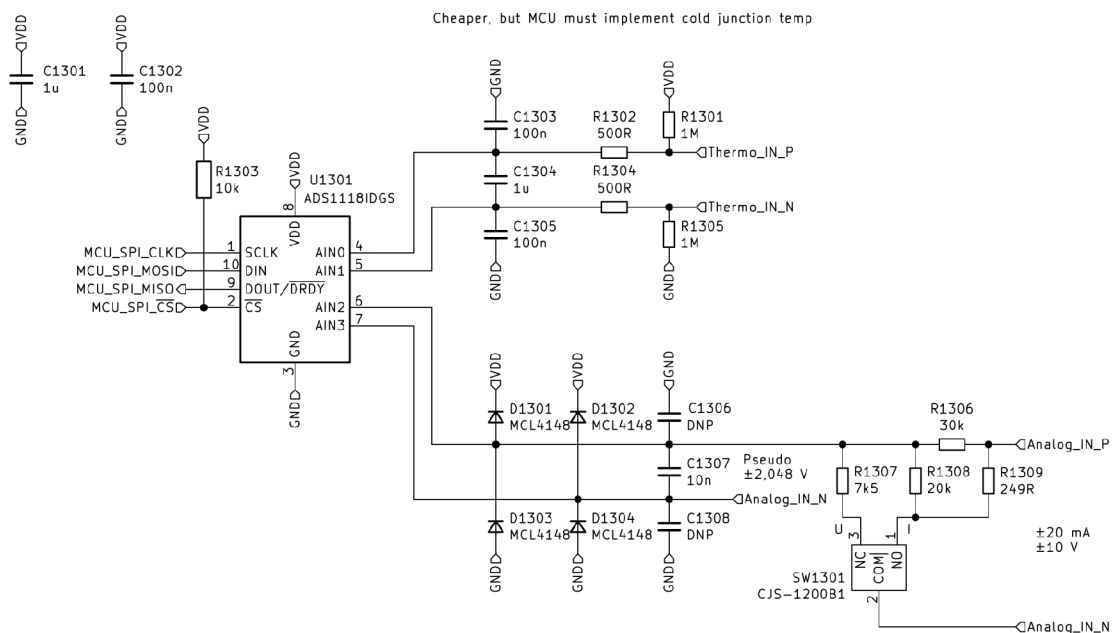 Cheaper, but MCU must implement cold junction temp
VDD
C1301
1u
GND
VDD
C1302
100n
GND
VDD
R1303
10k
VDD
U1301
ADS1118IDGS
8
VDD
MCU_SPI_CLK
1
SCLK
AIN0
4
MCU_SPI_MOSI
10
DIN
AIN1
5
MCU_SPI_MISO
9
DOUT/DRDY
MCU_SPI_CS
2
CS
AIN2
6
AIN3
7
GND
3
GND
GND
C1303
100n
R1302
500R
VDD
R1301
1M
Thermo_IN_P
C1304
1u
R1304
500R
Thermo_IN_N
C1305
100n
GND
R1305
1M
GND
VDD
D1301
MCL4148
VDD
D1302
MCL4148
GND
C1306
DNP
R1306
30k
Analog_IN_P
C1307
10n
Pseudo
±2,048 V
R1307
7k5
R1308
20k
R1309
249R
Analog_IN_N
D1303
MCL4148
GND
D1304
MCL4148
GND
C1308
DNP
GND
U
3
1
I
±20 mA
±10 V
NC
COM
NO
SW1301
CJS-1200B1
2
Analog_IN_N